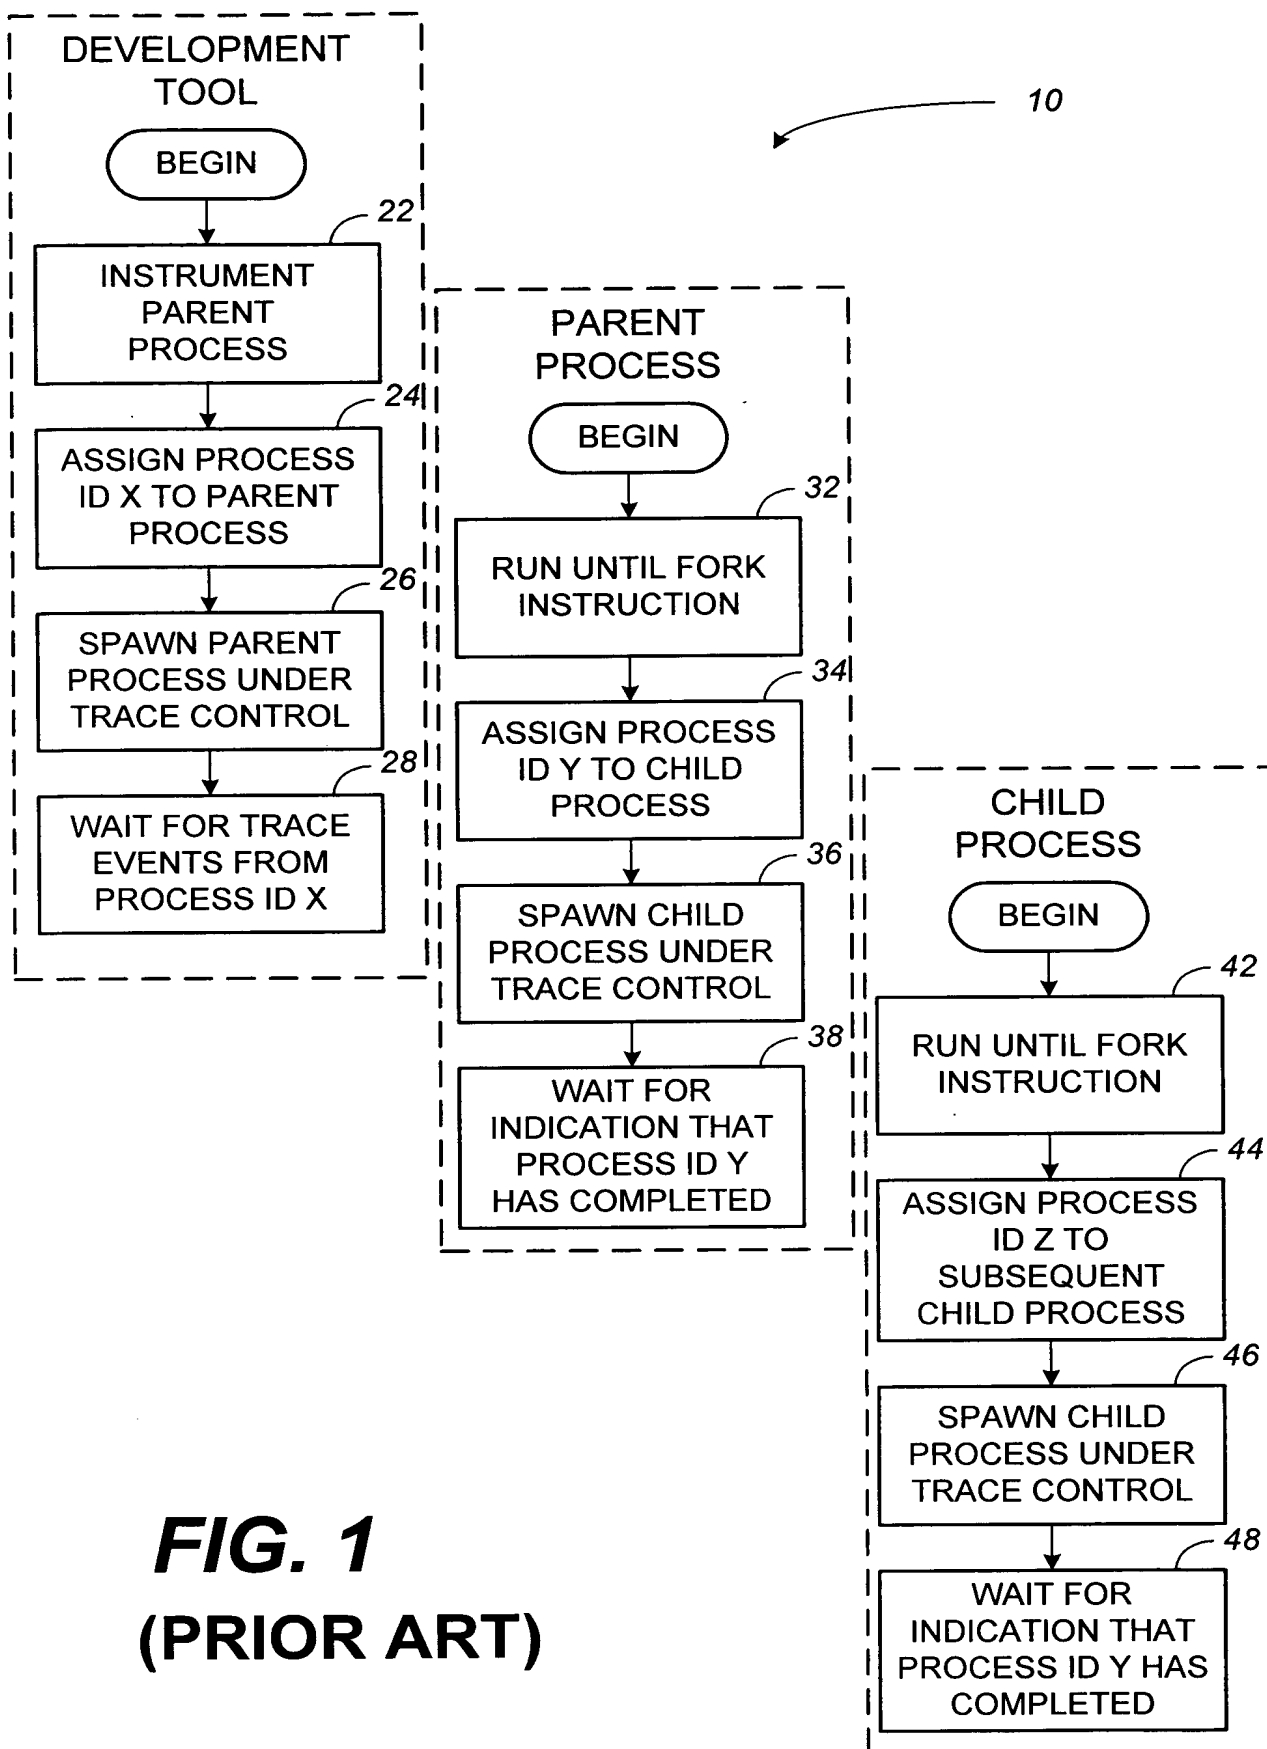 DEVELOPMENT
TOOL
BEGIN
22
INSTRUMENT
PARENT
PROCESS
24
ASSIGN PROCESS
ID X TO PARENT
PROCESS
26
SPAWN PARENT
PROCESS UNDER
TRACE CONTROL
28
WAIT FOR TRACE
EVENTS FROM
PROCESS ID X
10
PARENT
PROCESS
BEGIN
32
RUN UNTIL FORK
INSTRUCTION
34
ASSIGN PROCESS
ID Y TO CHILD
PROCESS
36
SPAWN CHILD
PROCESS UNDER
TRACE CONTROL
38
WAIT FOR
INDICATION THAT
PROCESS ID Y
HAS COMPLETED
CHILD
PROCESS
BEGIN
42
RUN UNTIL FORK
INSTRUCTION
44
ASSIGN PROCESS
ID Z TO
SUBSEQUENT
CHILD PROCESS
46
SPAWN CHILD
PROCESS UNDER
TRACE CONTROL
48
WAIT FOR
INDICATION THAT
PROCESS ID Y HAS
COMPLETED
FIG. 1
(PRIOR ART)